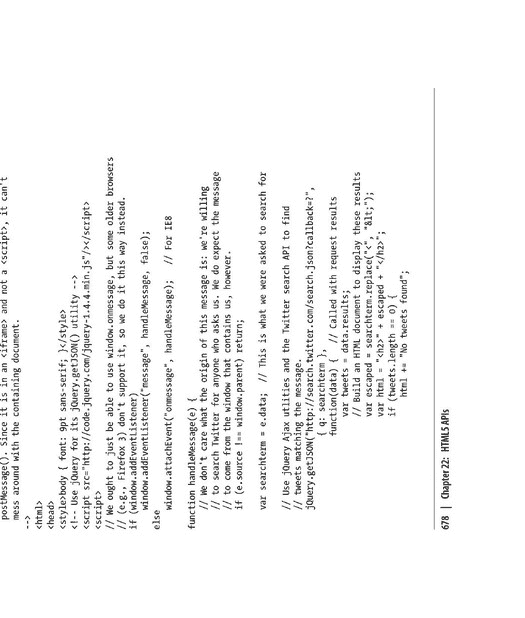 postMessage(). Since it is in an <iframe> and not a <script>, it can't
mess around with the containing document.
-->
<html>
<head>
<style>body { font: 9pt sans-serif; }</style>
<!-- Use jQuery for its jQuery.getJSON() utility -->
<script src="http://code.jquery.com/jquery-1.4.4.min.js"/></script>
<script>
// We ought to just be able to use window.onmessage, but some older browsers
// (e.g., Firefox 3) don't support it, so we do it this way instead.
if (window.addEventListener)
window.addEventListener("message", handleMessage, false);
else
window.attachEvent("onmessage", handleMessage); // For IE8
function handleMessage(e) {
// We don't care what the origin of this message is: we're willing
// to search Twitter for anyone who asks us. We do expect the message
// to come from the window that contains us, however.
if (e.source !== window.parent) return;
var searchterm = e.data; // This is what we were asked to search for
// Use jQuery Ajax utilities and the Twitter search API to find
// tweets matching the message.
jQuery.getJSON("http://search.twitter.com/search.json?callback=?",
{ q: searchterm },
function(data) { // Called with request results
var tweets = data.results;
// Build an HTML document to display these results
var escaped = searchterm.replace("<", "&lt;");
var html = "<h2>" + escaped + "</h2>";
if (tweets.length == 0) {
html += "No tweets found";
678 | Chapter 22: HTML5 APIs